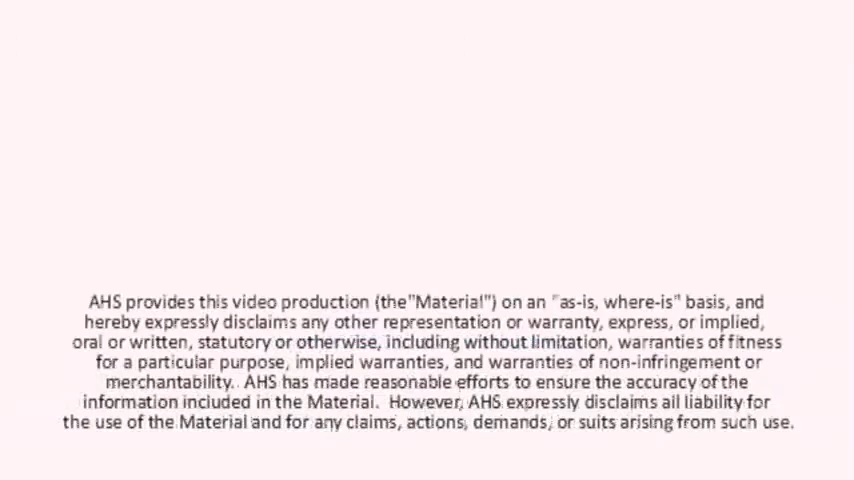 AHS provides this video production (the"Material") on an "as-is, where-is" basis, and
hereby expressly disclaims any other representation or warranty, express, or implied,
oral or written, statutory or otherwise, including without limitation, warranties of fitness
for a particular purpose, implied warranties, and warranties of non-infringement or
merchantability. AHS has made reasonable efforts to ensure the accuracy of the
information included in the Material. However, AHS expressly disclaims all liability for
the use of the Material and for any claims, actions, demands, or suits arising from such use.